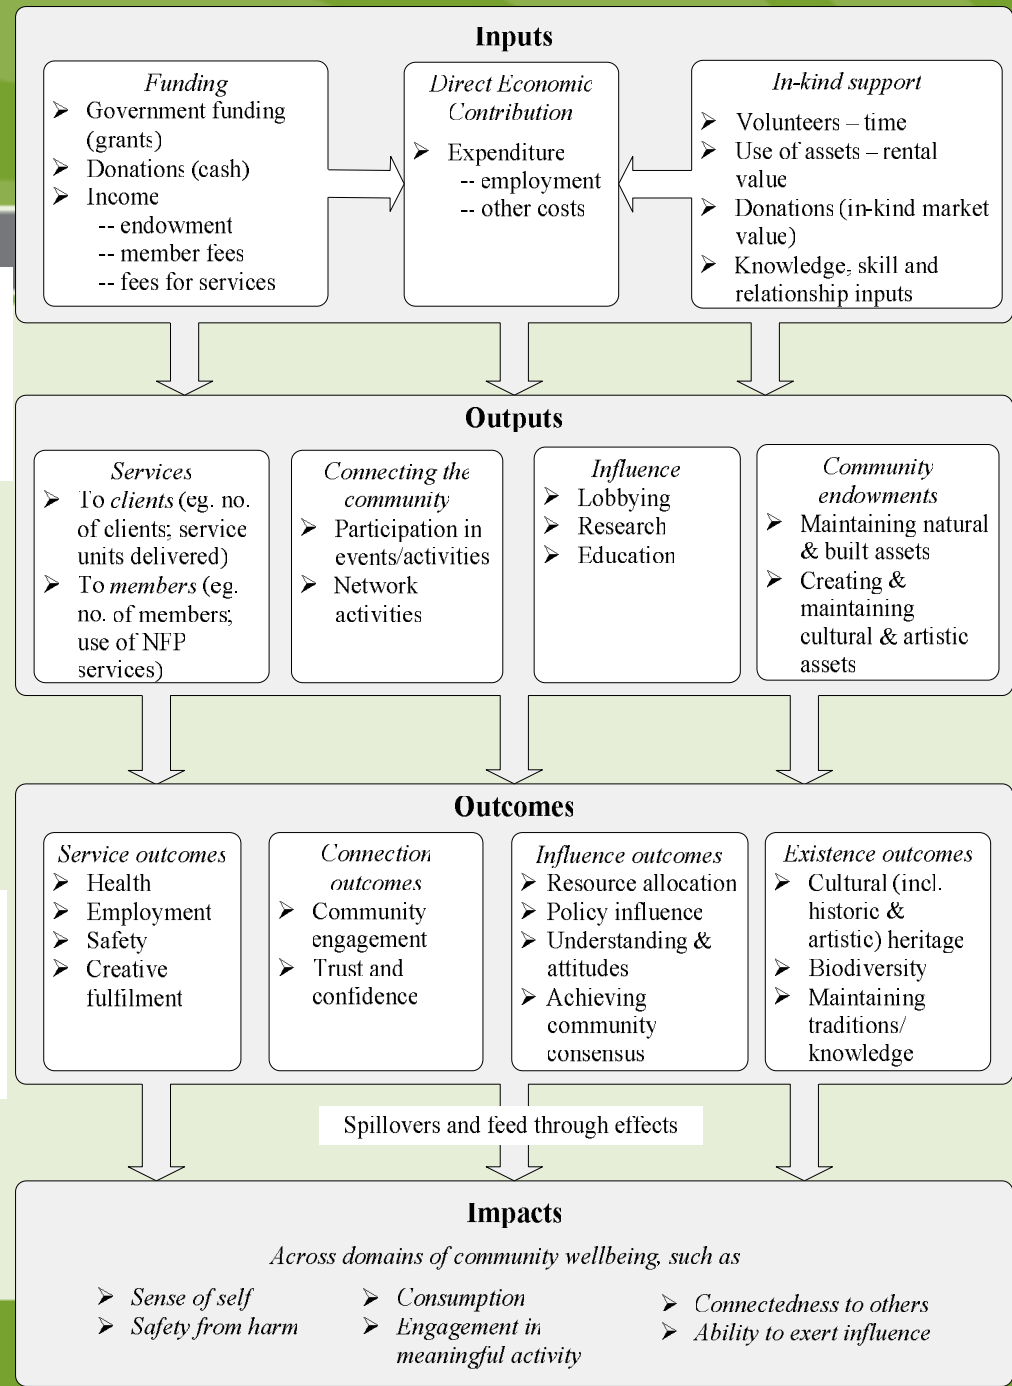 Inputs
Funding
➢ Government funding
(grants)
➢ Donations (cash)
➢ Income
-- endowment
-- member fees
-- fees for services
Direct Economic
Contribution
➢ Expenditure
-- employment
-- other costs
In-kind support
➢ Volunteers – time
➢ Use of assets – rental
value
➢ Donations (in-kind market
value)
➢ Knowledge, skill and
relationship inputs
Outputs
Services
➢ To clients (eg. no.
of clients; service
units delivered)
➢ To members (eg.
no. of members;
use of NFP
services)
Connecting the
community
➢ Participation in
events/activities
➢ Network
activities
Influence
➢ Lobbying
➢ Research
➢ Education
Community
endowments
➢ Maintaining natural
& built assets
➢ Creating &
maintaining
cultural & artistic
assets
Outcomes
Service outcomes
➢ Health
➢ Employment
➢ Safety
➢ Creative
fulfilment
Connection
outcomes
➢ Community
engagement
➢ Trust and
confidence
Influence outcomes
➢ Resource allocation
➢ Policy influence
➢ Understanding &
attitudes
➢ Achieving
community
consensus
Existence outcomes
➢ Cultural (incl.
historic &
artistic) heritage
➢ Biodiversity
➢ Maintaining
traditions/
knowledge
Spillovers and feed through effects
Impacts
Across domains of community wellbeing, such as
➢ Sense of self
➢ Safety from harm
➢ Consumption
➢ Engagement in
meaningful activity
➢ Connectedness to others
➢ Ability to exert influence